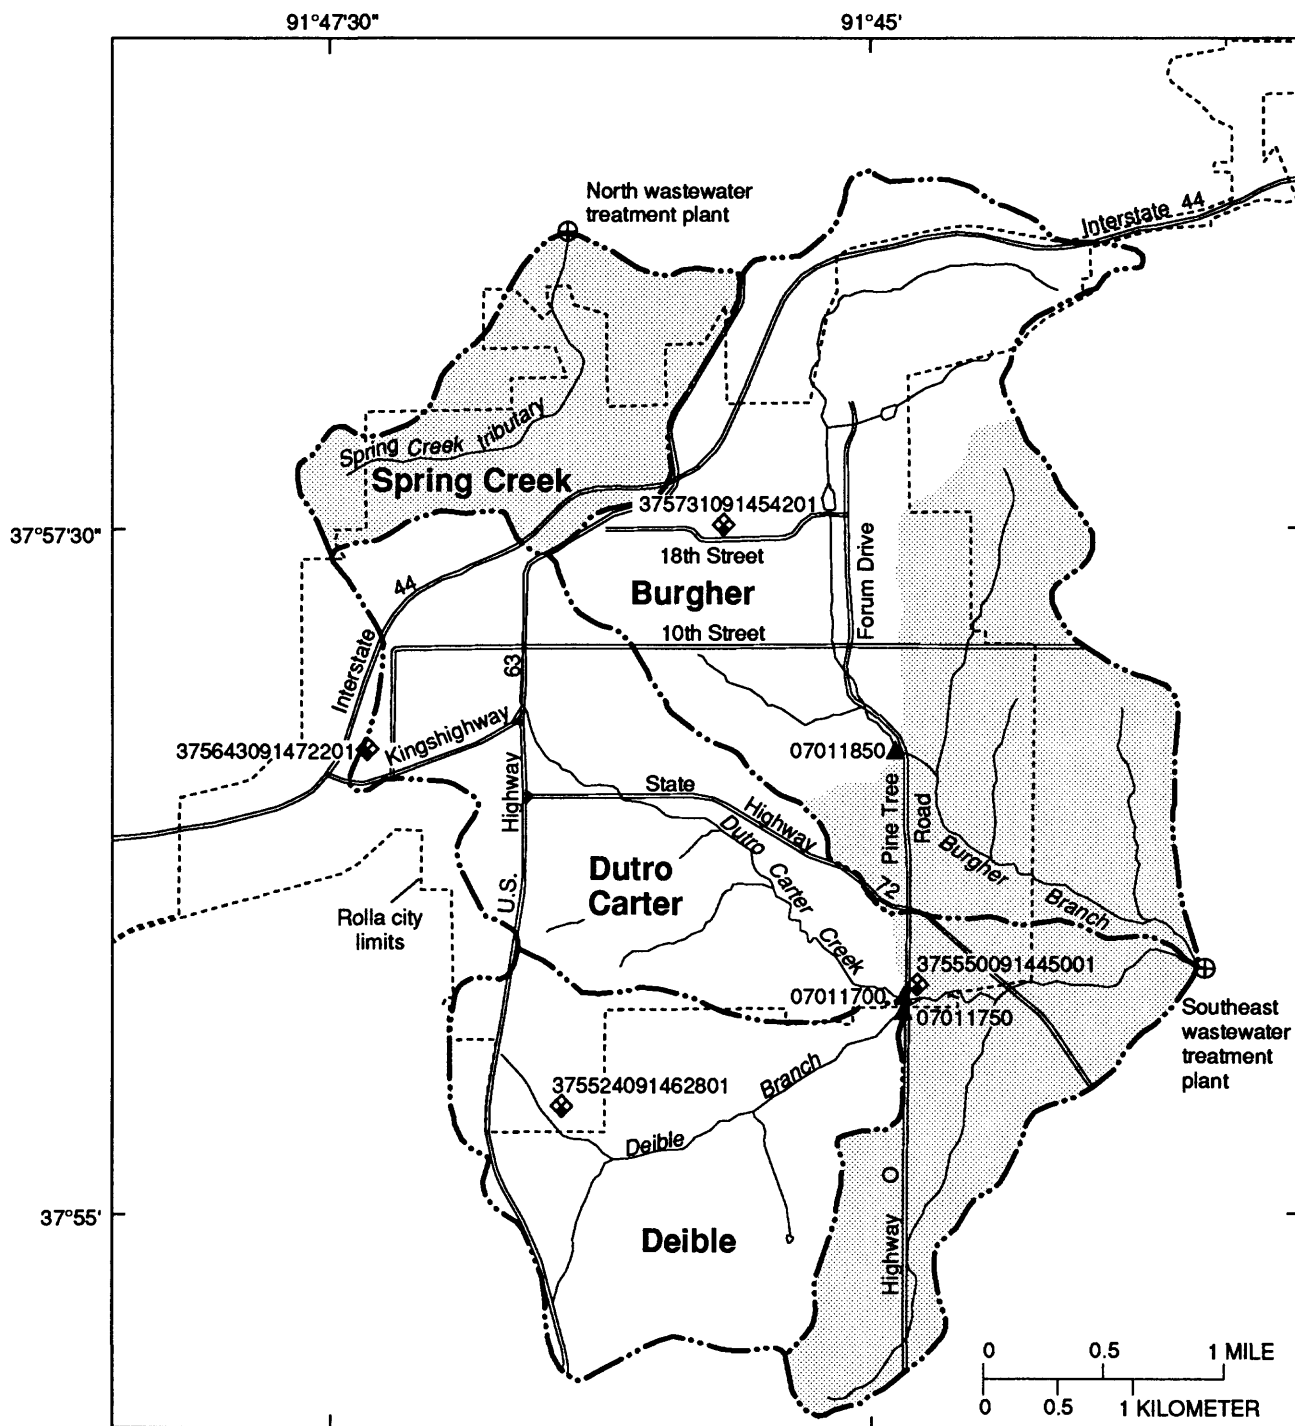 91°47'30"
91°45'
North wastewater
treatment plant
Interstate 44
Spring Creek tributary
Spring Creek
375731091454201
37°57'30"
18th Street
44
Burgher
Forum Drive
10th Street
Interstate
63
Kingshighway
375643091472201
07011850
State
Highway
72
Highway
U.S.
Pine Tree
Road
Dutro Carter Creek
Burgher Branch
Dutro
Carter
Rolla city
limits
375550091445001
07011700
07011750
Southeast
wastewater
treatment
plant
Branch
375524091462801
Deible
37°55'
Deible
Highway O
0 0.5 1 MILE
0 0.5 1 KILOMETER